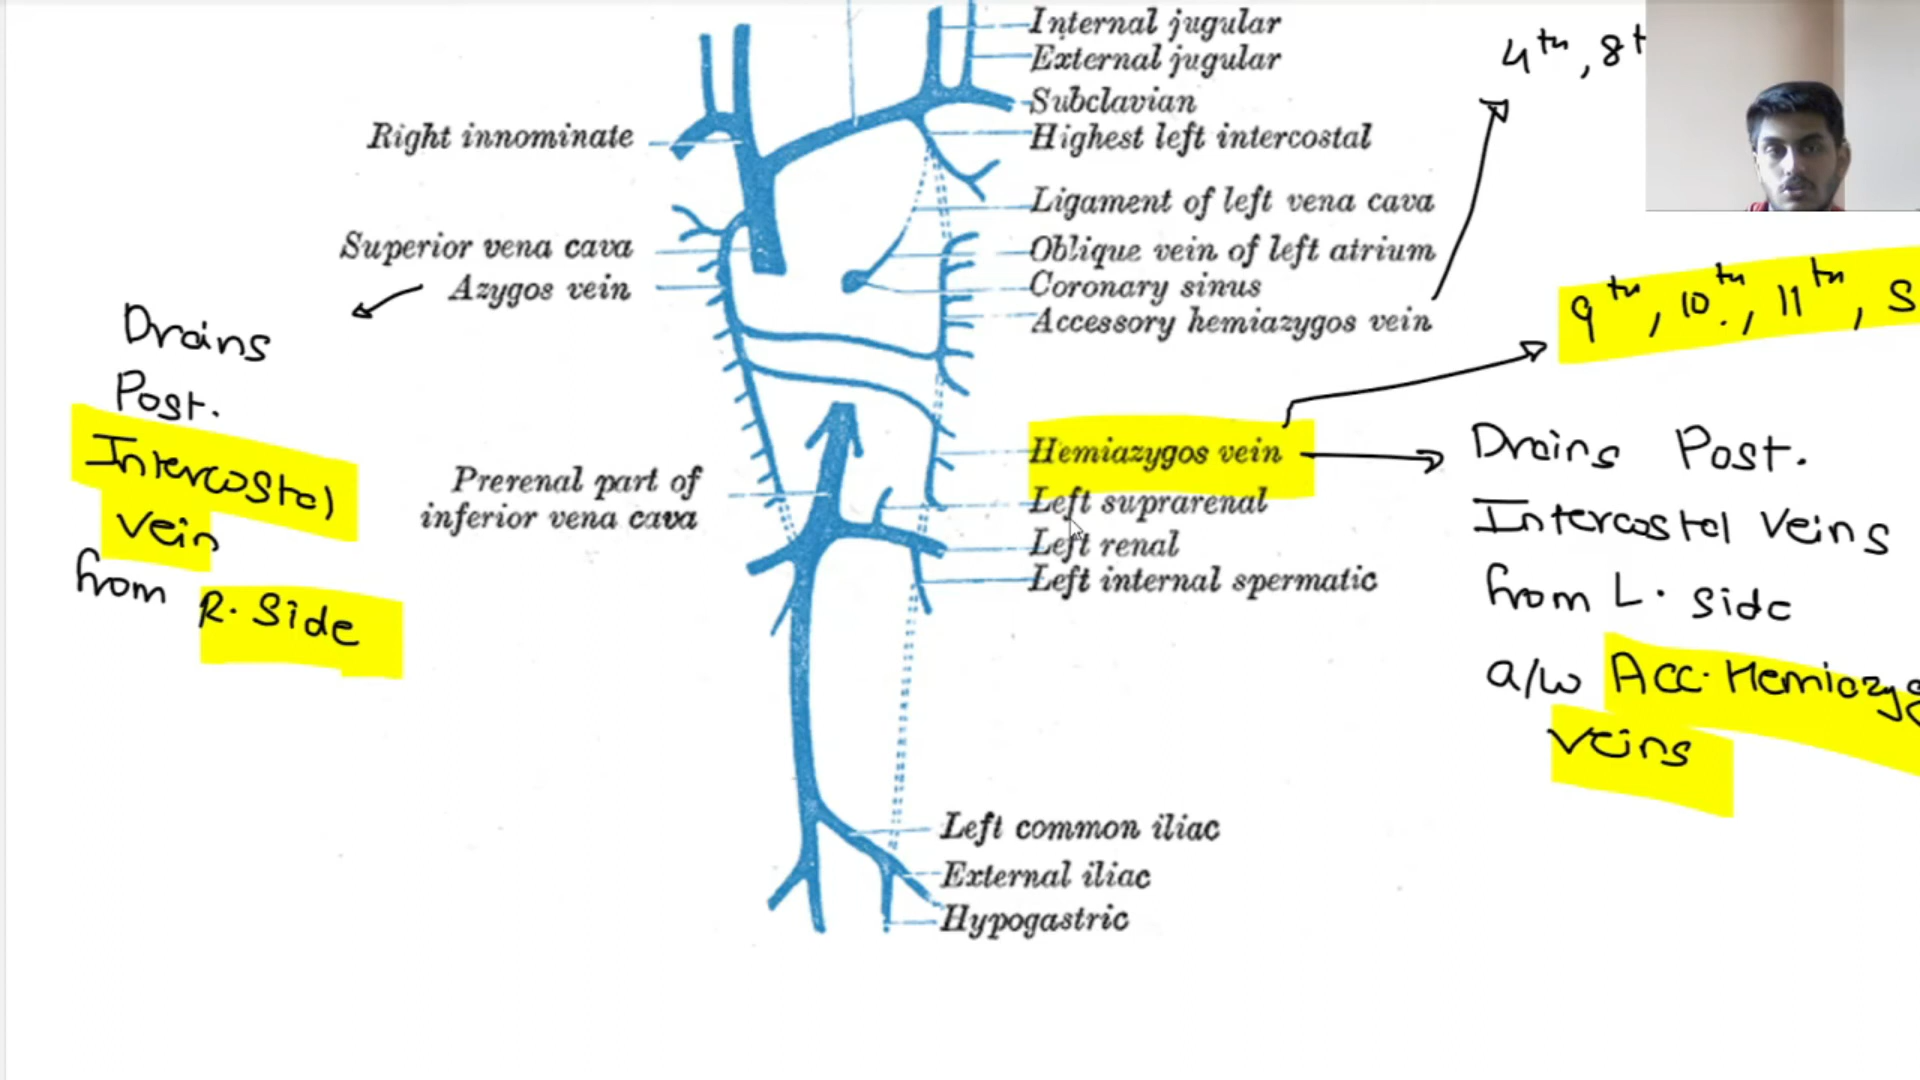 Internal jugular
External jugular
Subclavian
Highest left intercostal
Ligament of left vena cava
Oblique vein of left atrium
Coronary sinus
Accessory hemiazygos vein
Hemiazygos vein
Left suprarenal
Left renal
Left internal spermatic
Left common iliac
External iliac
Hypogastric
Right innominate
Superior vena cava
Azygos vein
Prerenal part of
inferior vena cava
Drains
Post.
Intercostal
Vein
from R. Side
4th, 8t
9th, 10th, 11th, S
Drains Post.
Intercostal Veins
from L. side
a/w Acc. Hemiazyg
Veins